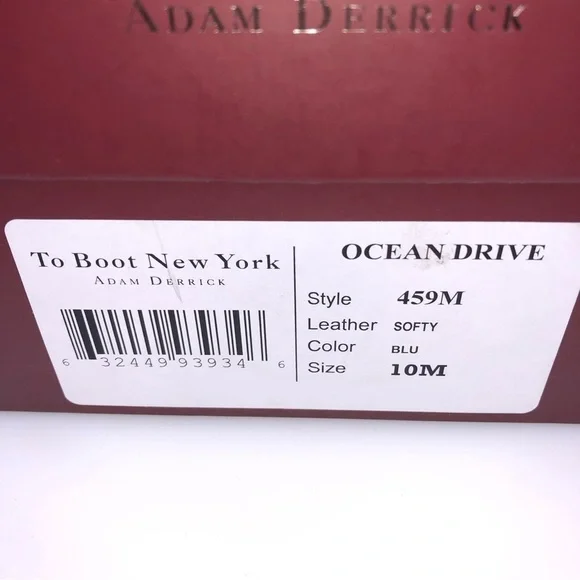 ADAM DERRICK
To Boot New York
ADAM DERRICK
6 32449 93934 6
OCEAN DRIVE
Style 459M
Leather SOFTY
Color BLU
Size 10M